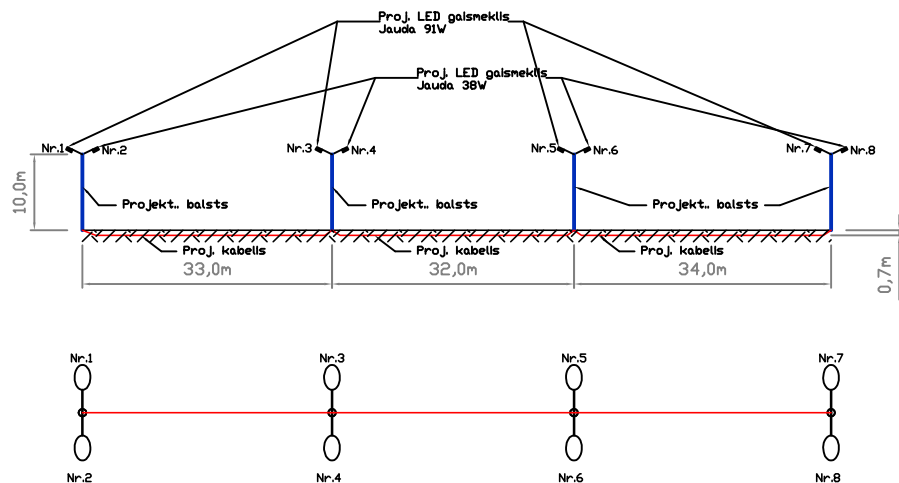 Proj. LED gaismeklis
Jauda 91W
Proj. LED gaismeklis
Jauda 38W
Nr.1 Nr.2 Nr.3 Nr.4 Nr.5 Nr.6 Nr.7 Nr.8
10,0m
Projekt.. balsts Projekt.. balsts Projekt.. balsts
Proj. kabelis Proj. kabelis Proj. kabelis
33,0m 32,0m 34,0m
0,7m
Nr.1 Nr.3 Nr.5 Nr.7
Nr.2 Nr.4 Nr.6 Nr.8